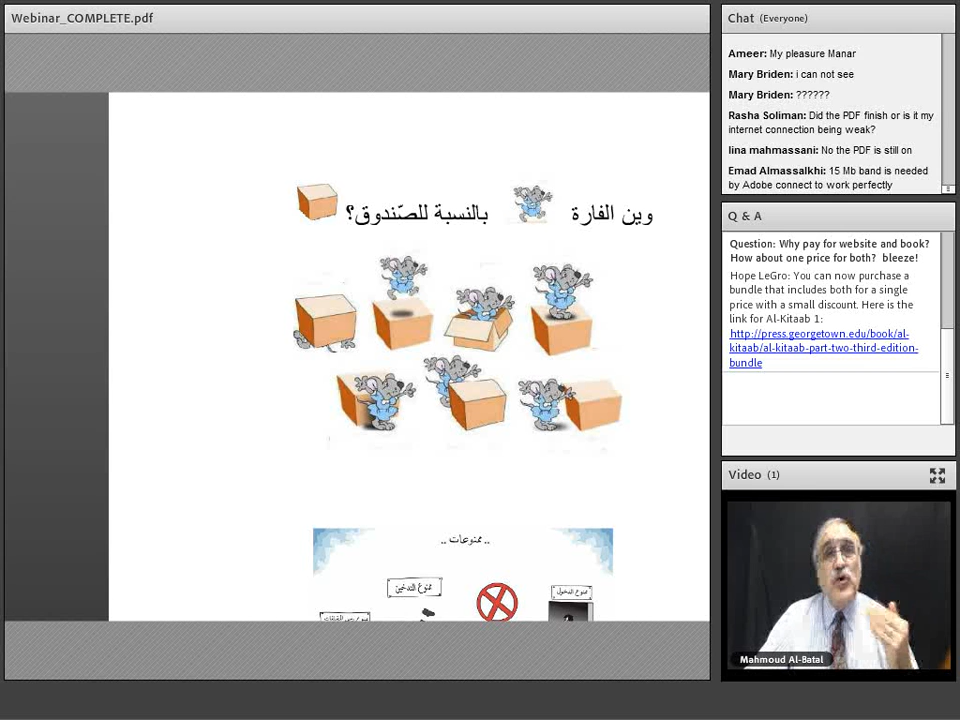 Webinar_COMPLETE.pdf
وين الفارة بالنسبة للصّندوق؟
.. ممنوعات ..
ممنوع التدخين
ممنوع الدخول
Chat (Everyone)
Ameer: My pleasure Manar
Mary Briden: i can not see
Mary Briden: ??????
Rasha Soliman: Did the PDF finish or is it my
internet connection being weak?
lina mahmassani: No the PDF is still on
Emad Almassalkhi: 15 Mb band is needed
by Adobe connect to work perfectly
Q & A
Question: Why pay for website and book?
How about one price for both? bleeze!
Hope LeGro: You can now purchase a
bundle that includes both for a single
price with a small discount. Here is the
link for Al-Kitaab 1:
http://press.georgetown.edu/book/al-
kitaab/al-kitaab-part-two-third-edition-
bundle
Video (1)
Mahmoud Al-Batal